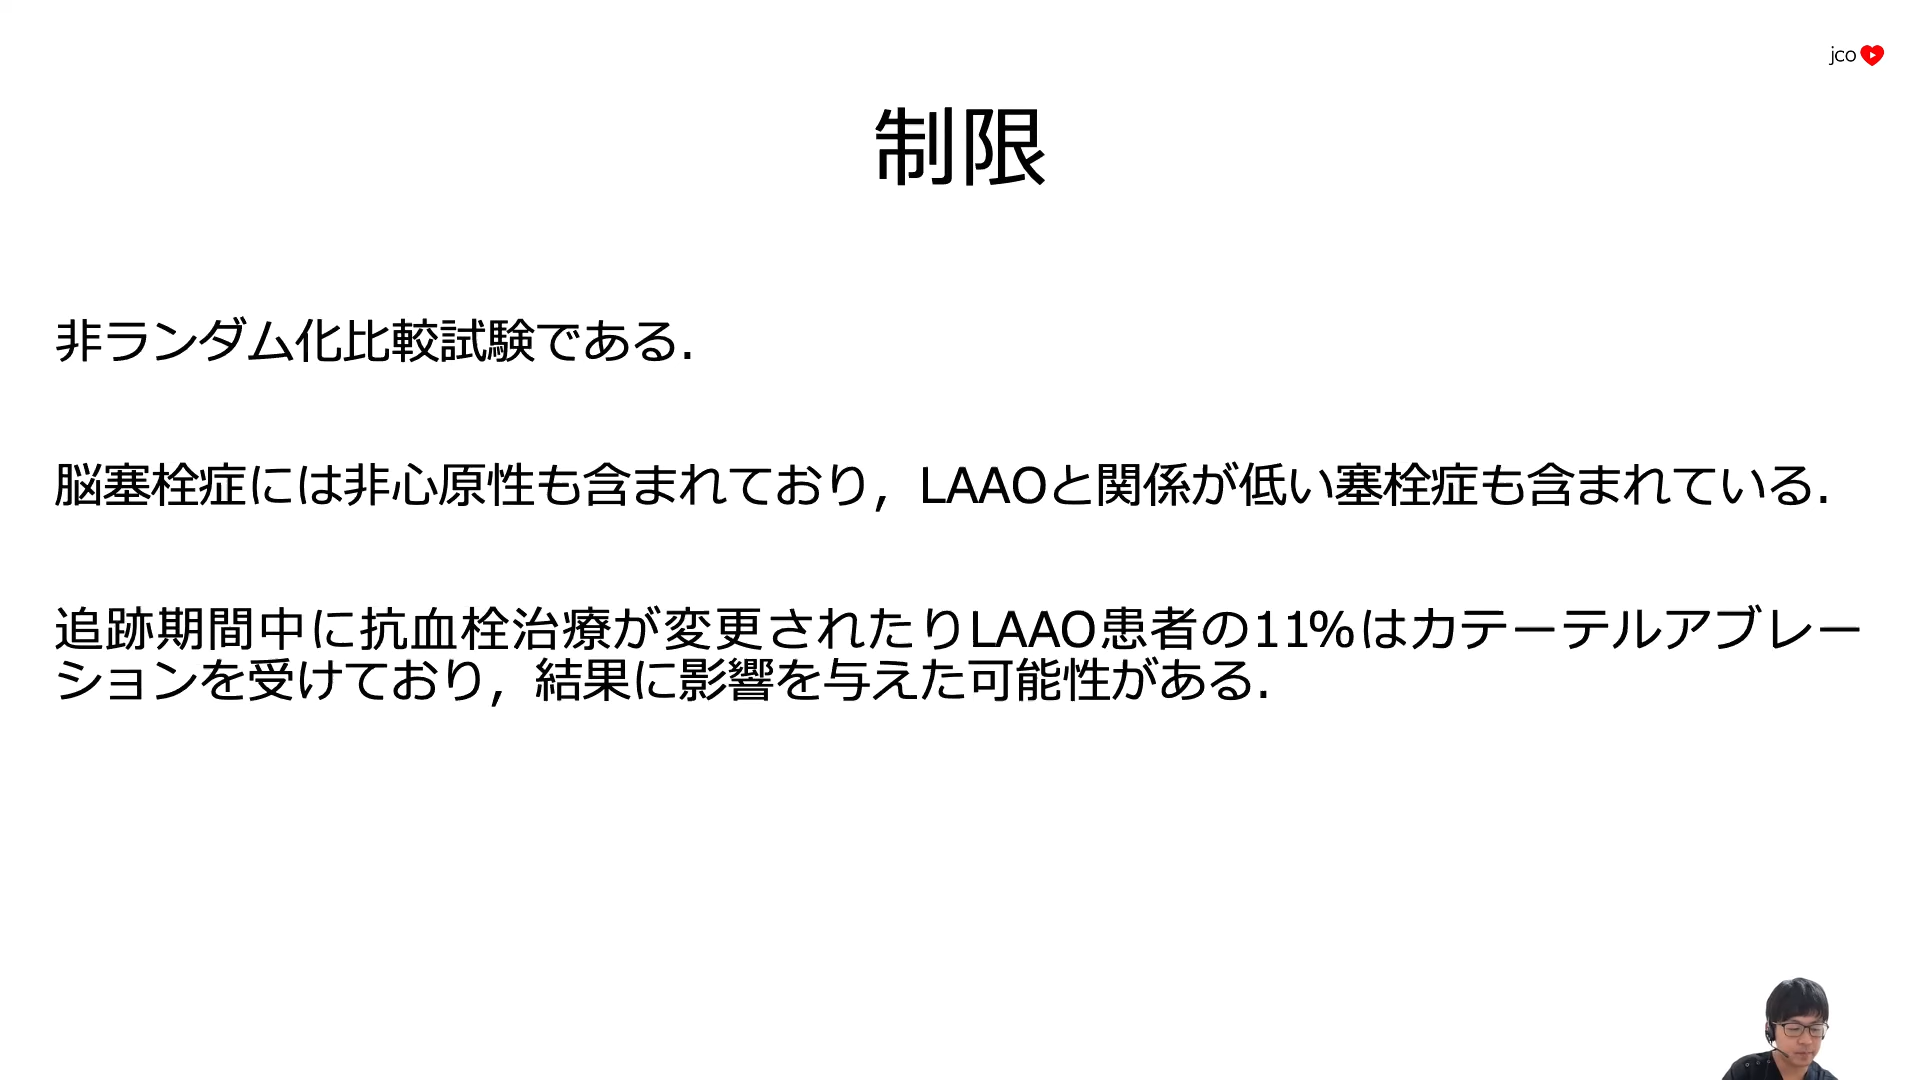 jco
制限
非ランダム化比較試験である．
脳塞栓症には非心原性も含まれており，LAAOと関係が低い塞栓症も含まれている．
追跡期間中に抗血栓治療が変更されたりLAAO患者の11%はカテーテルアブレー
ションを受けており，結果に影響を与えた可能性がある．